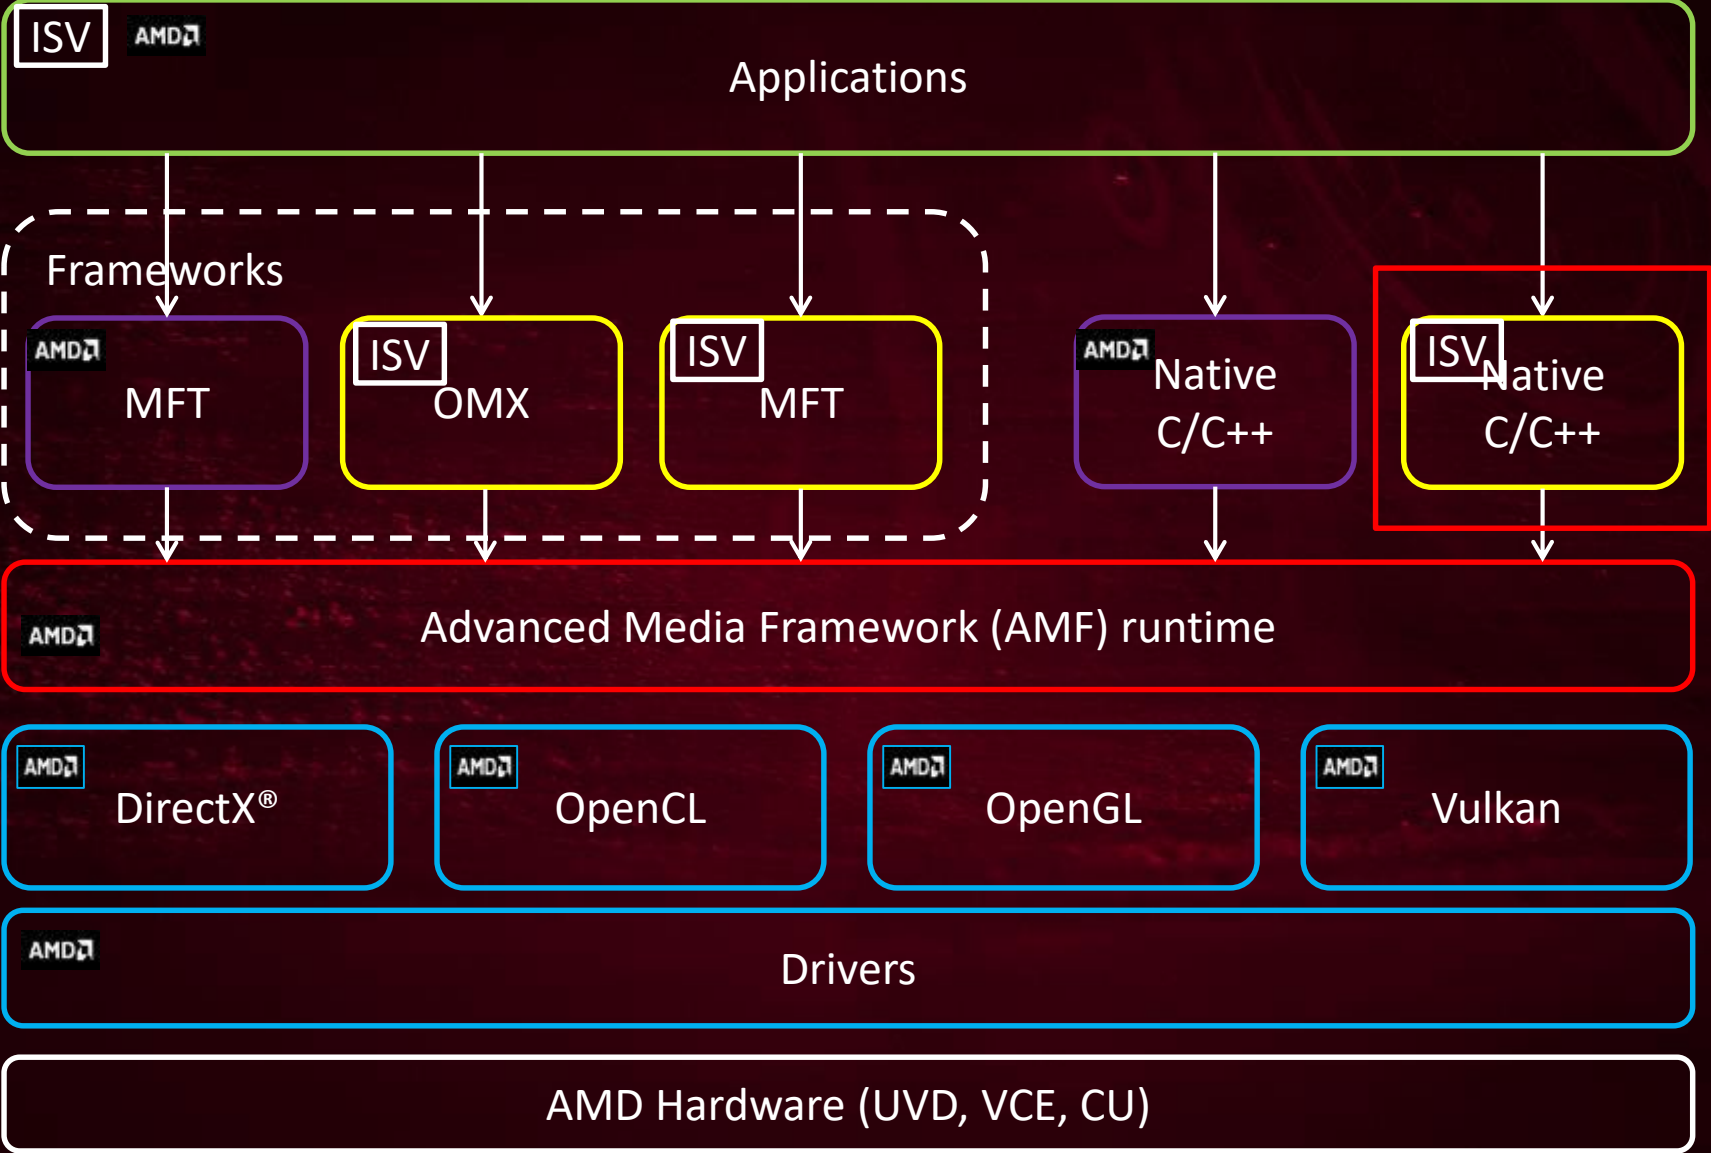 ISV AMD
Applications
Frameworks
AMD
MFT
ISV
OMX
ISV
MFT
AMD
Native
C/C++
ISV
Native
C/C++
AMD
Advanced Media Framework (AMF) runtime
AMD
DirectX®
AMD
OpenCL
AMD
OpenGL
AMD
Vulkan
AMD
Drivers
AMD Hardware (UVD, VCE, CU)